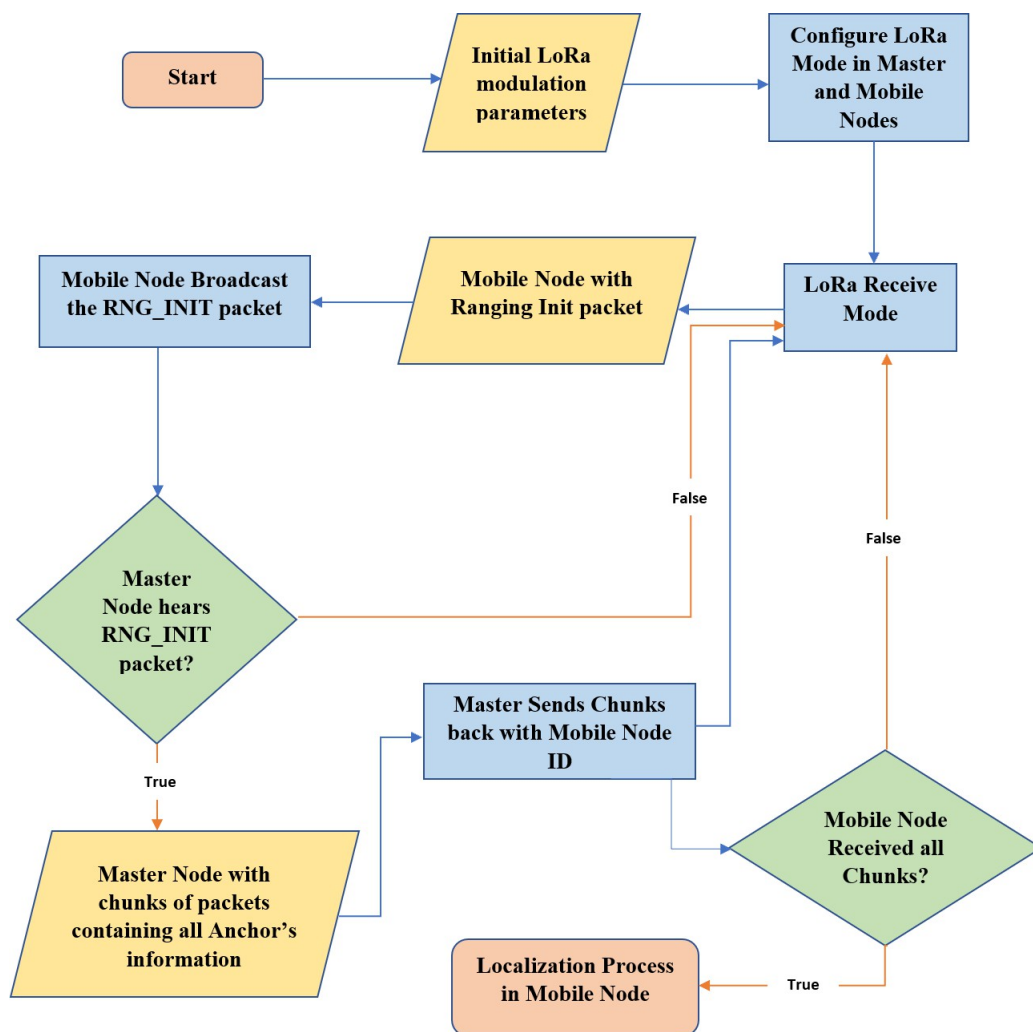 Start
Initial LoRa
modulation
parameters
Configure LoRa
Mode in Master
and Mobile
Nodes
Mobile Node Broadcast
the RNG_INIT packet
Mobile Node with
Ranging Init packet
LoRa Receive
Mode
False
False
Master
Node hears
RNG_INIT
packet?
Master Sends Chunks
back with Mobile Node
ID
True
Mobile Node
Received all
Chunks?
Master Node with
chunks of packets
containing all Anchor’s
information
Localization Process
in Mobile Node
True